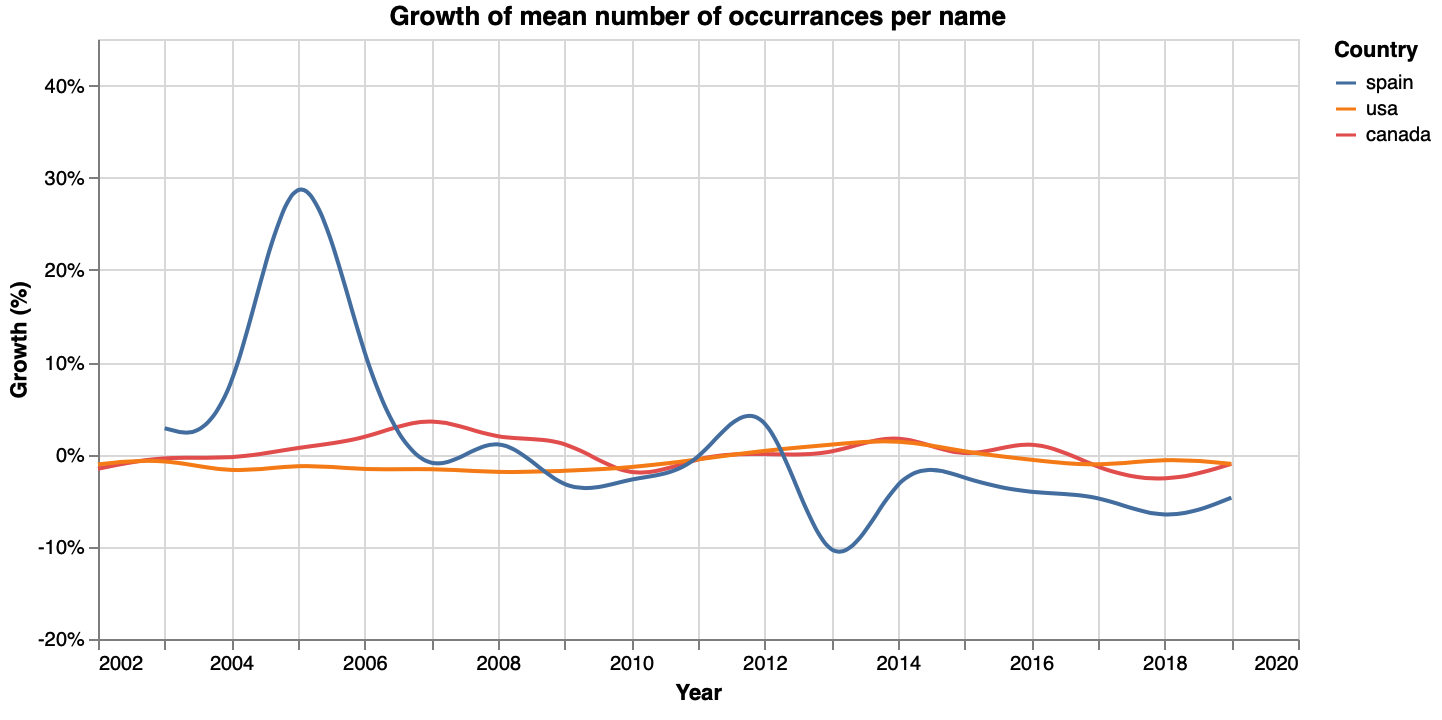 Growth of mean number of occurrances per name
Country
spain
usa
canada
40%
30%
20%
10%
0%
-10%
-20%
Growth (%)
2002 2004 2006 2008 2010 2012 2014 2016 2018 2020
Year